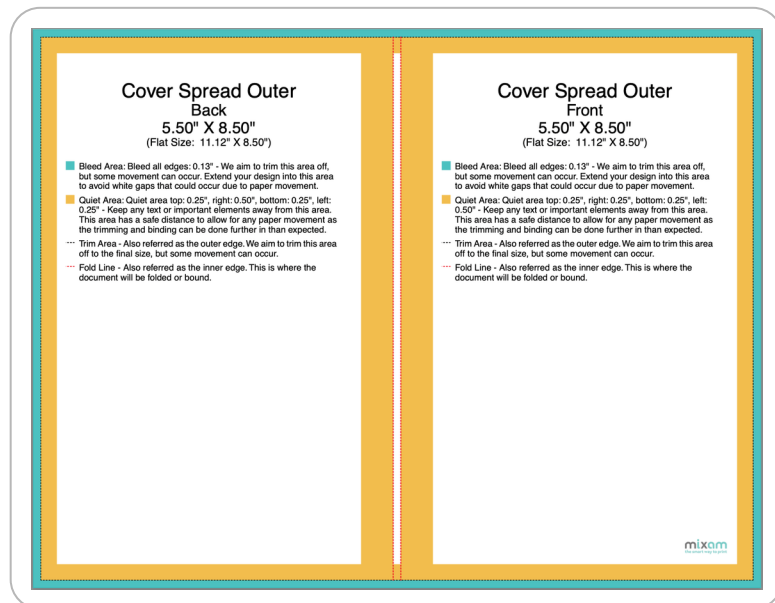 Cover Spread Outer
Back
5.50" X 8.50"
(Flat Size: 11.12" X 8.50")
Bleed Area: Bleed all edges: 0.13" - We aim to trim this area off,
but some movement can occur. Extend your design into this area
to avoid white gaps that could occur due to paper movement.
Quiet Area: Quiet area top: 0.25", right: 0.50", bottom: 0.25", left:
0.25" - Keep any text or important elements away from this area.
This area has a safe distance to allow for any paper movement as
the trimming and binding can be done further in than expected.
Trim Area - Also referred as the outer edge. We aim to trim this area
off to the final size, but some movement can occur.
Fold Line - Also referred as the inner edge. This is where the
document will be folded or bound.
Cover Spread Outer
Front
5.50" X 8.50"
(Flat Size: 11.12" X 8.50")
Bleed Area: Bleed all edges: 0.13" - We aim to trim this area off,
but some movement can occur. Extend your design into this area
to avoid white gaps that could occur due to paper movement.
Quiet Area: Quiet area top: 0.25", right: 0.25", bottom: 0.25", left:
0.50" - Keep any text or important elements away from this area.
This area has a safe distance to allow for any paper movement as
the trimming and binding can be done further in than expected.
Trim Area - Also referred as the outer edge. We aim to trim this area
off to the final size, but some movement can occur.
Fold Line - Also referred as the inner edge. This is where the
document will be folded or bound.
mixam
the smart way to print